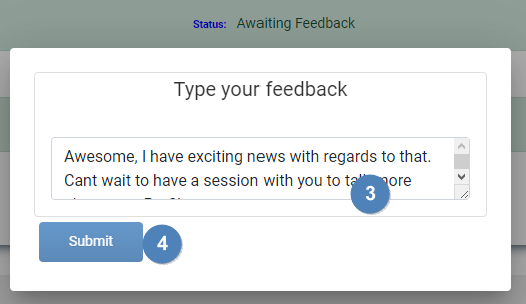 Status: Awaiting Feedback
Type your feedback
Awesome, I have exciting news with regards to that.
Cant wait to have a session with you to talk more
3
Submit
4